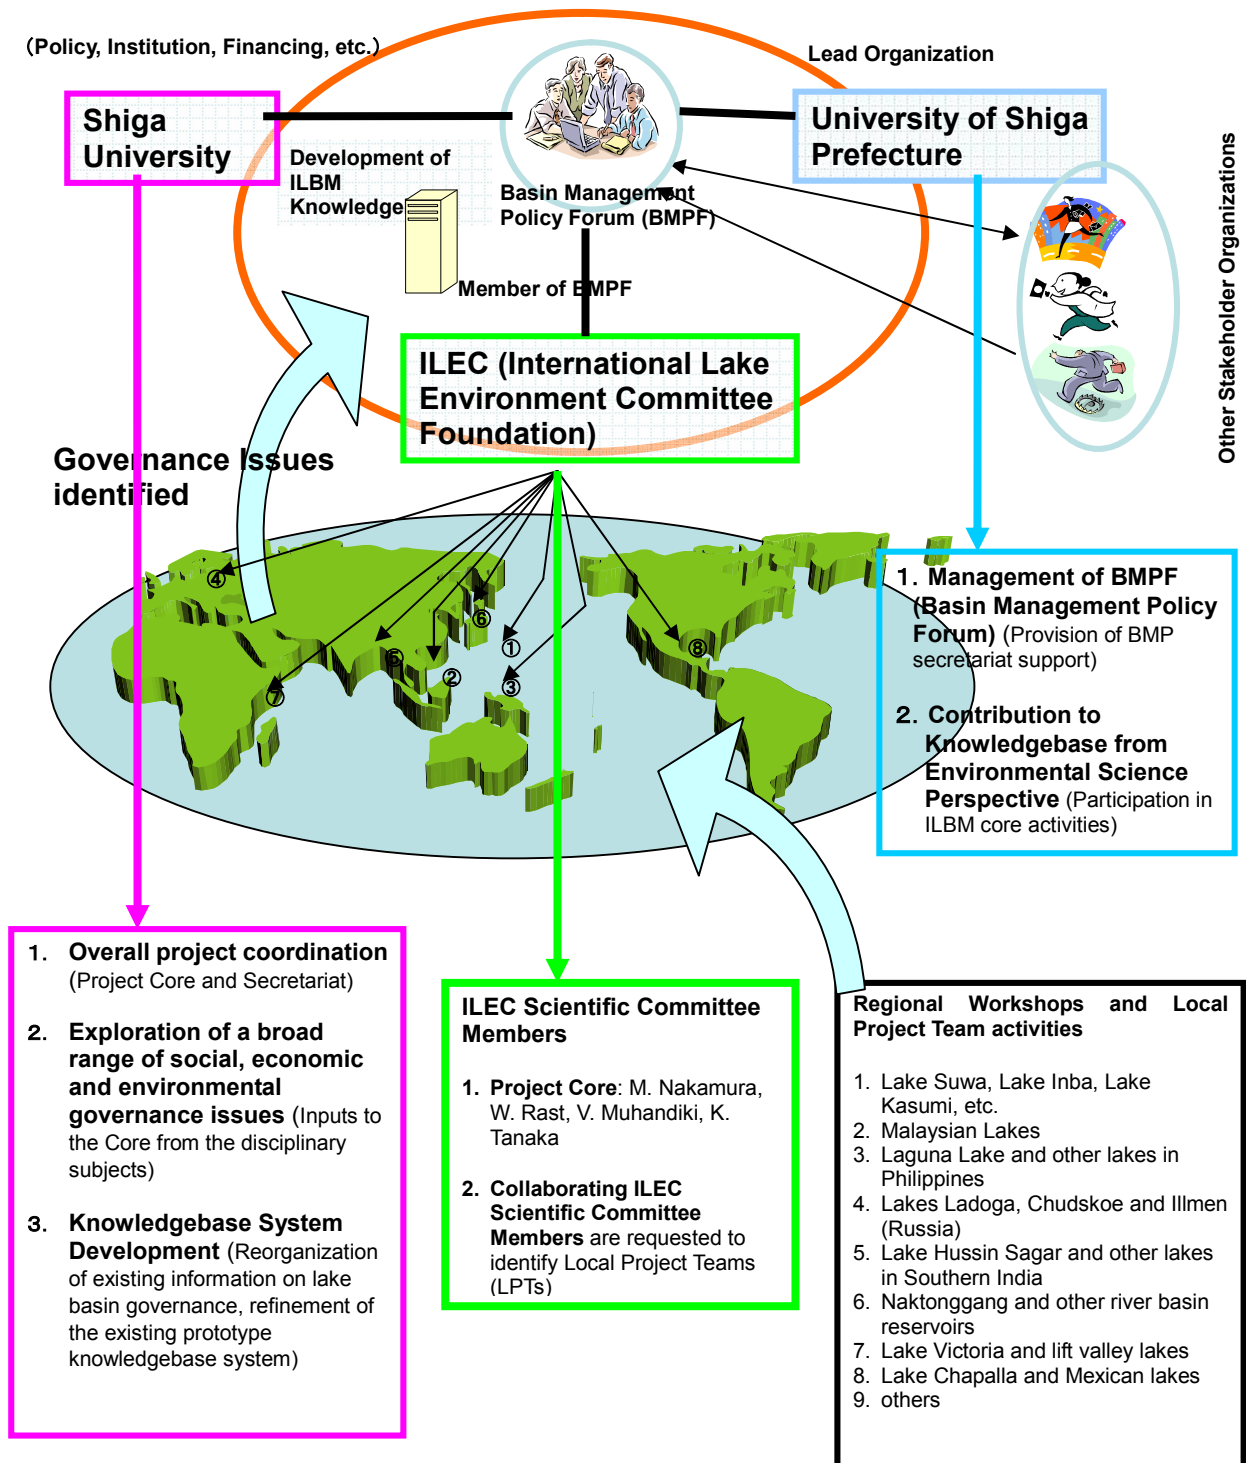 (Policy, Institution, Financing, etc.)
Lead Organization
Shiga
University
University of Shiga
Prefecture
Development of
ILBM
Knowledge
Basin Management
Policy Forum (BMPF)
Member of BMPF
Other Stakeholder Organizations
ILEC (International Lake
Environment Committee
Foundation)
Governance Issues
identified
④
⑥
①
⑧
⑤
②
③
⑦
1. Management of BMPF
(Basin Management Policy
Forum) (Provision of BMP
secretariat support)
2. Contribution to
Knowledgebase from
Environmental Science
Perspective (Participation in
ILBM core activities)
1. Overall project coordination
(Project Core and Secretariat)
2. Exploration of a broad
range of social, economic
and environmental
governance issues (Inputs to
the Core from the disciplinary
subjects)
3. Knowledgebase System
Development (Reorganization
of existing information on lake
basin governance, refinement of
the existing prototype
knowledgebase system)
ILEC Scientific Committee
Members
1. Project Core: M. Nakamura,
W. Rast, V. Muhandiki, K.
Tanaka
2. Collaborating ILEC
Scientific Committee
Members are requested to
identify Local Project Teams
(LPTs)
Regional Workshops and Local
Project Team activities
1. Lake Suwa, Lake Inba, Lake
Kasumi, etc.
2. Malaysian Lakes
3. Laguna Lake and other lakes in
Philippines
4. Lakes Ladoga, Chudskoe and Illmen
(Russia)
5. Lake Hussin Sagar and other lakes
in Southern India
6. Naktonggang and other river basin
reservoirs
7. Lake Victoria and lift valley lakes
8. Lake Chapalla and Mexican lakes
9. others